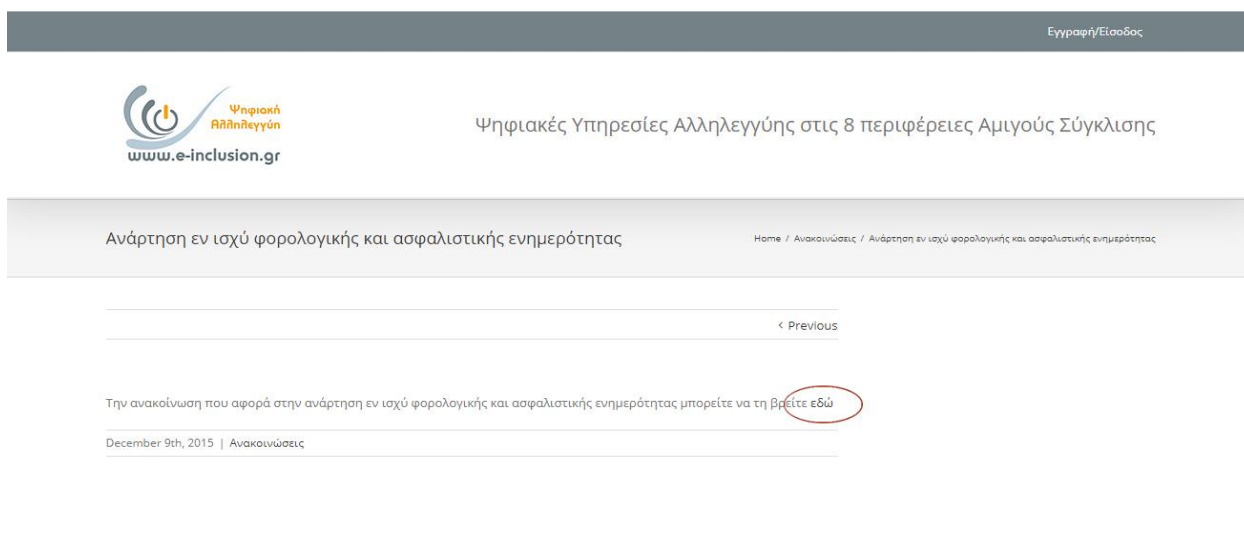 Εγγραφή/Είσοδος
Ψηφιακή
Αλληλεγγύη
www.e-inclusion.gr
Ψηφιακές Υπηρεσίες Αλληλεγγύης στις 8 περιφέρειες Αμιγούς Σύγκλισης
Ανάρτηση εν ισχύ φορολογικής και ασφαλιστικής ενημερότητας
Home / Ανακοινώσεις / Ανάρτηση εν ισχύ φορολογικής και ασφαλιστικής ενημερότητας
< Previous
Την ανακοίνωση που αφορά στην ανάρτηση εν ισχύ φορολογικής και ασφαλιστικής ενημερότητας μπορείτε να τη βρείτε εδώ
December 9th, 2015 | Ανακοινώσεις